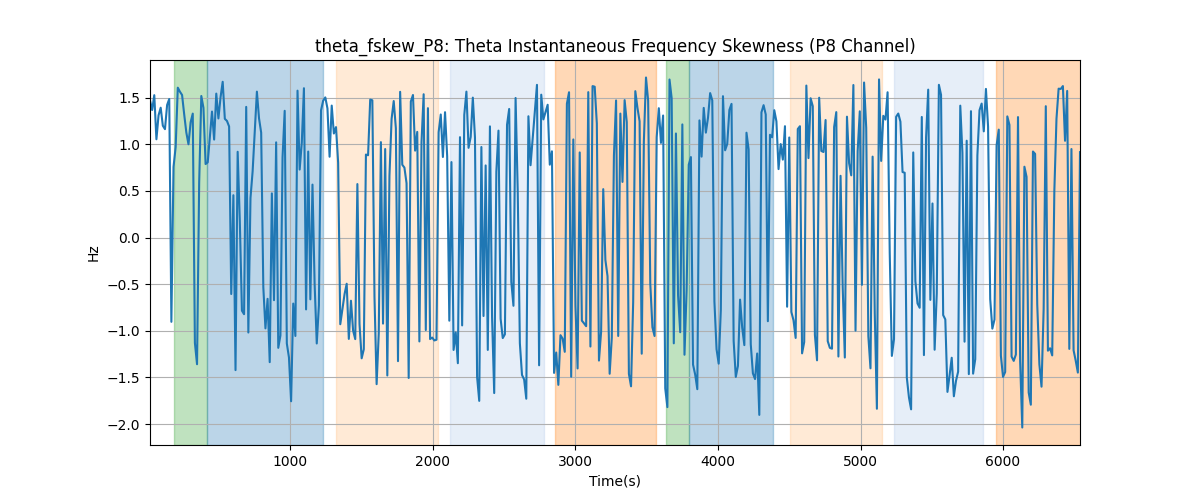 theta_fskew_P8: Theta Instantaneous Frequency Skewness (P8 Channel)
1.5
1.0
0.5
0.0
−0.5
−1.0
−1.5
−2.0
Hz
1000 2000 3000 4000 5000 6000
Time(s)